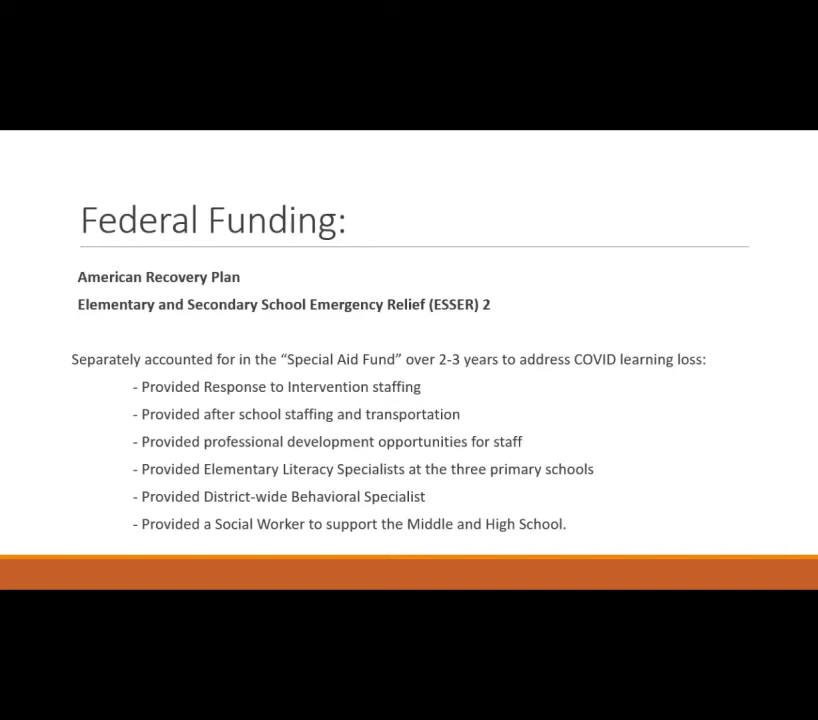 Federal Funding:
American Recovery Plan
Elementary and Secondary School Emergency Relief (ESSER) 2
Separately accounted for in the “Special Aid Fund” over 2-3 years to address COVID learning loss:
- Provided Response to Intervention staffing
- Provided after school staffing and transportation
- Provided professional development opportunities for staff
- Provided Elementary Literacy Specialists at the three primary schools
- Provided District-wide Behavioral Specialist
- Provided a Social Worker to support the Middle and High School.